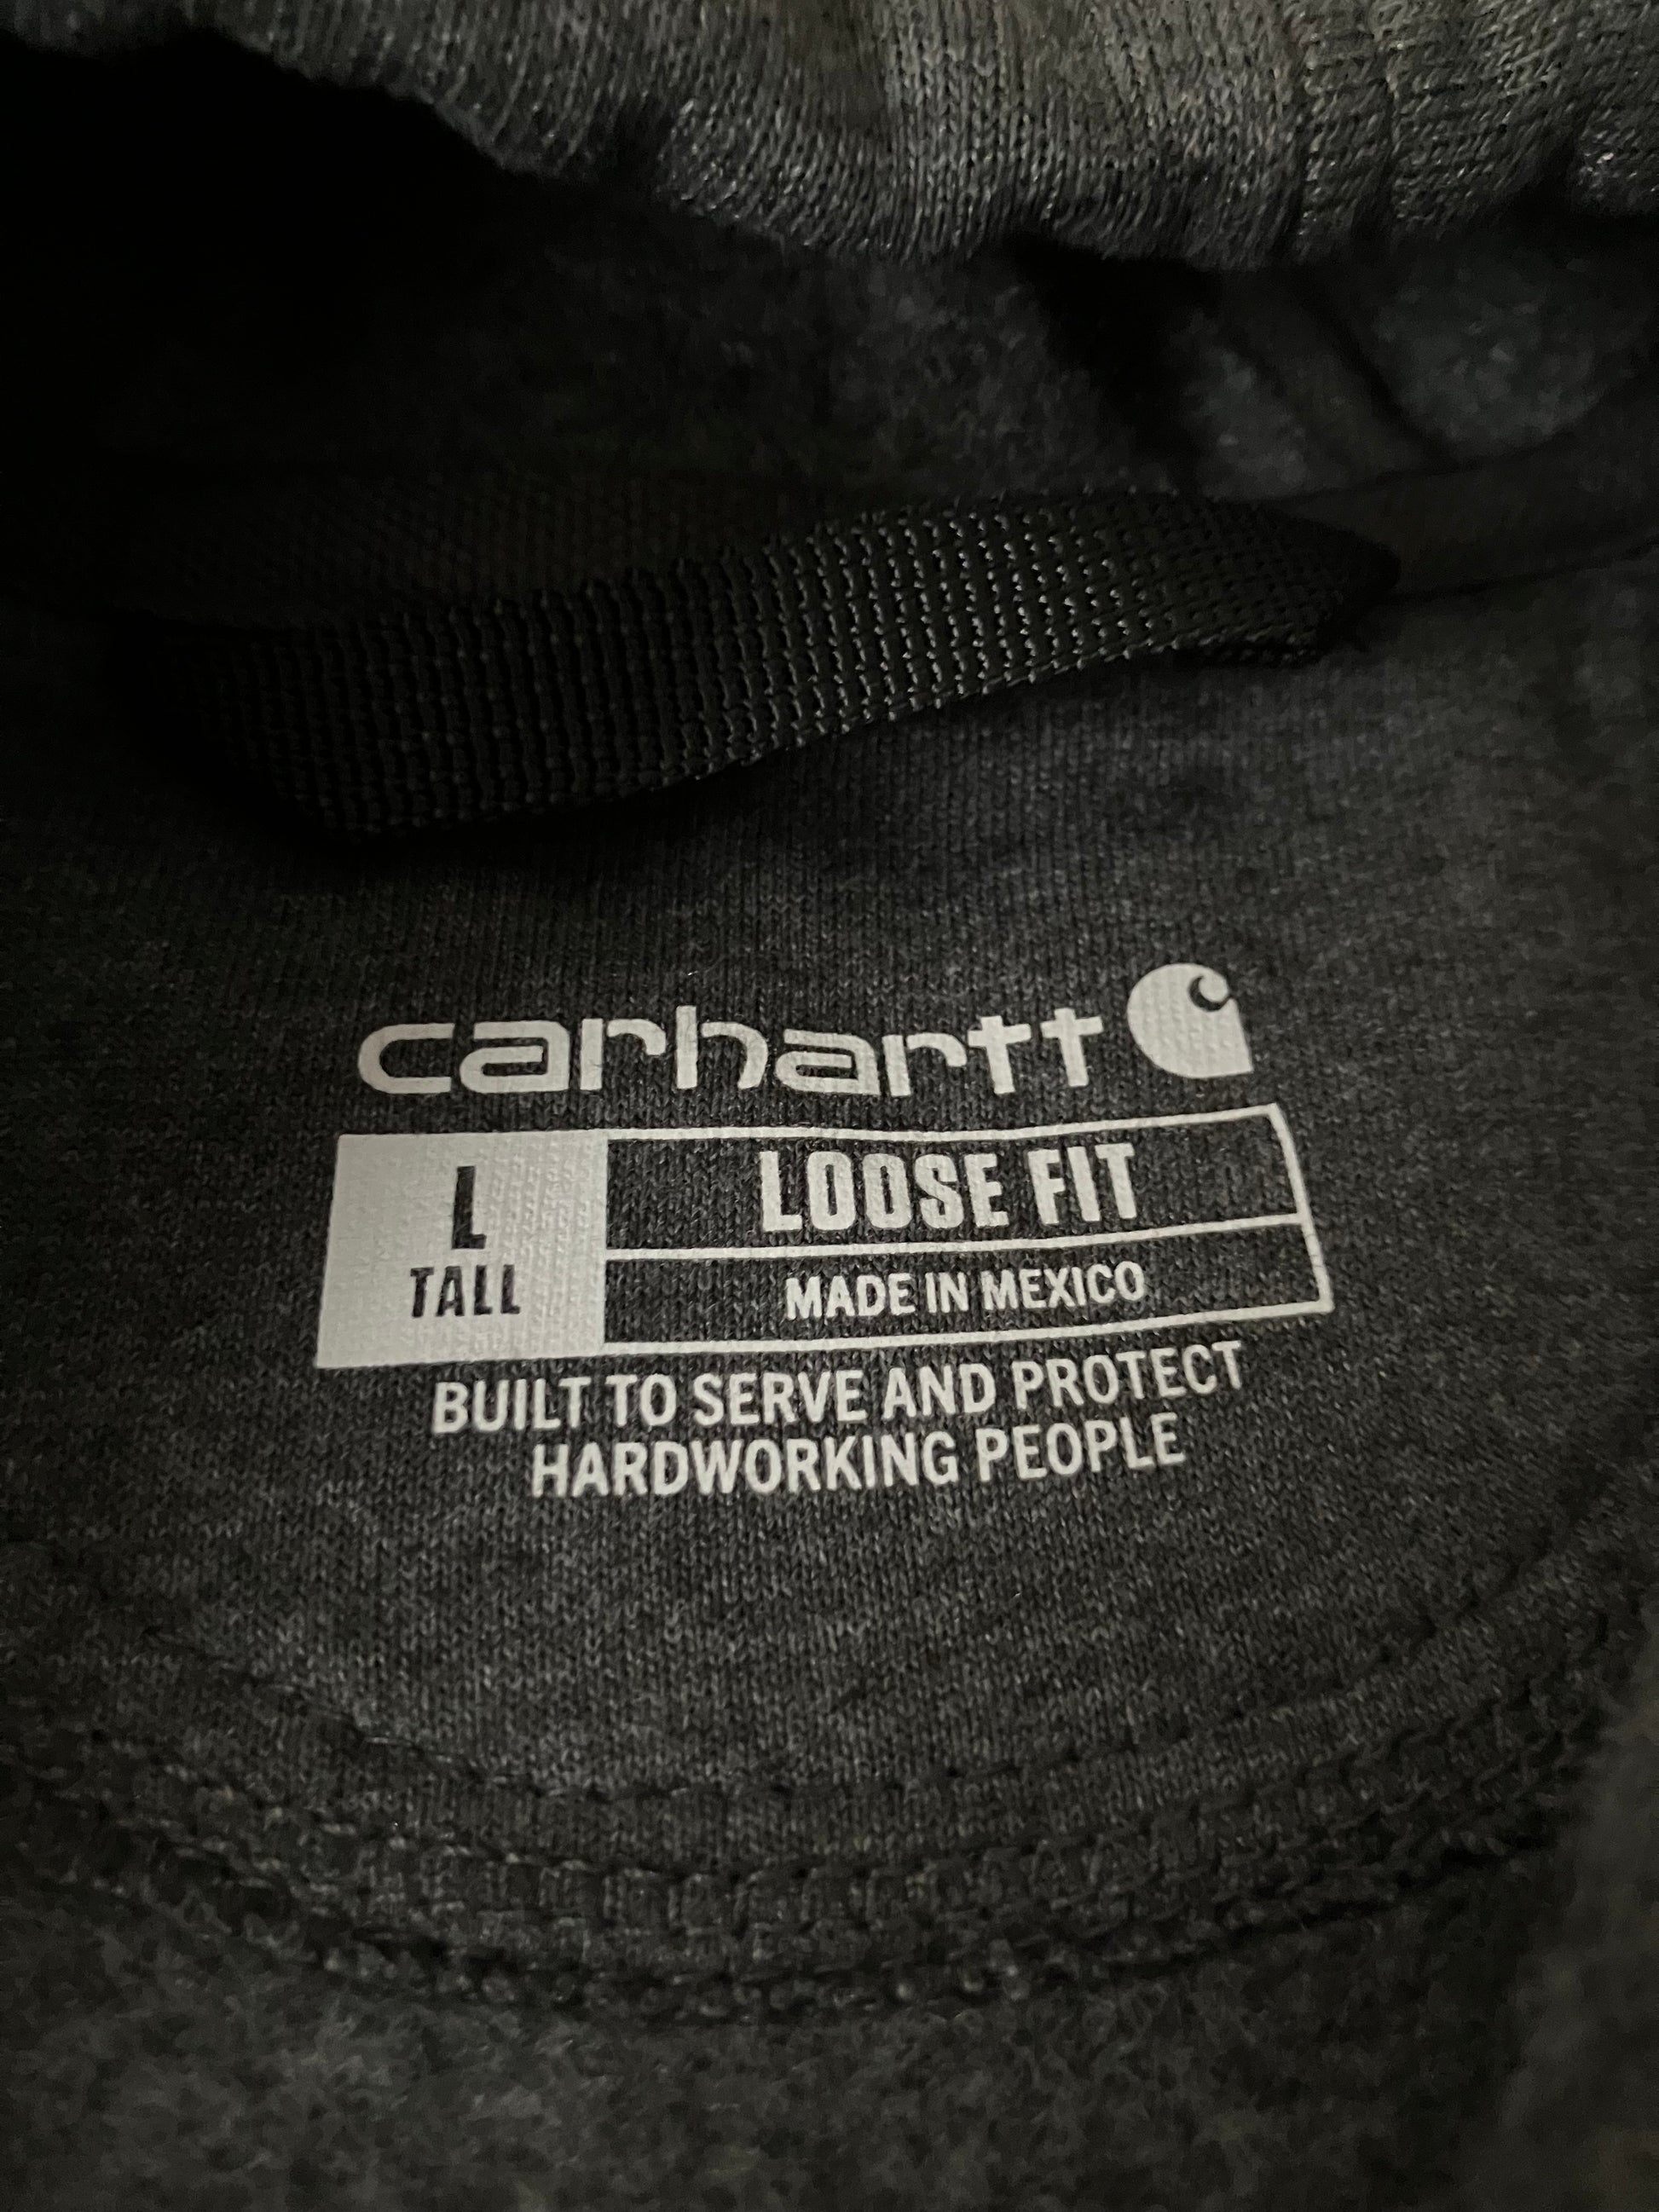 carhartt
L
TALL
LOOSE FIT
MADE IN MEXICO
BUILT TO SERVE AND PROTECT
HARDWORKING PEOPLE